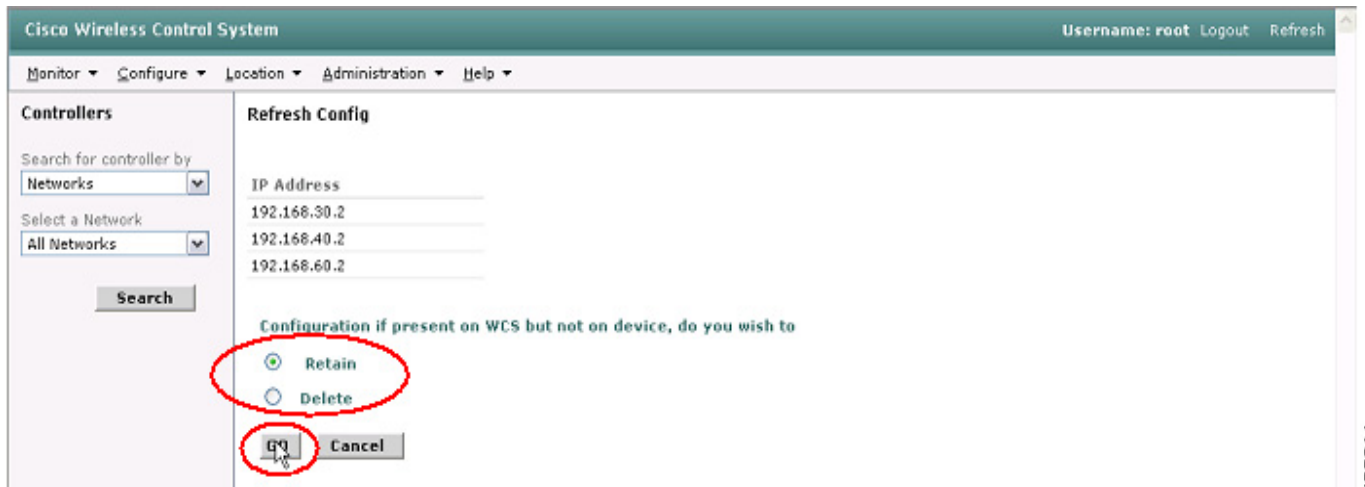 Cisco Wireless Control System
Username: root Logout Refresh
Monitor Configure Location Administration Help
Controllers
Search for controller by
Networks
Select a Network
All Networks
Search
Refresh Config
IP Address
192.168.30.2
192.168.40.2
192.168.60.2
Configuration if present on WCS but not on device, do you wish to
Retain
Delete
GO Cancel